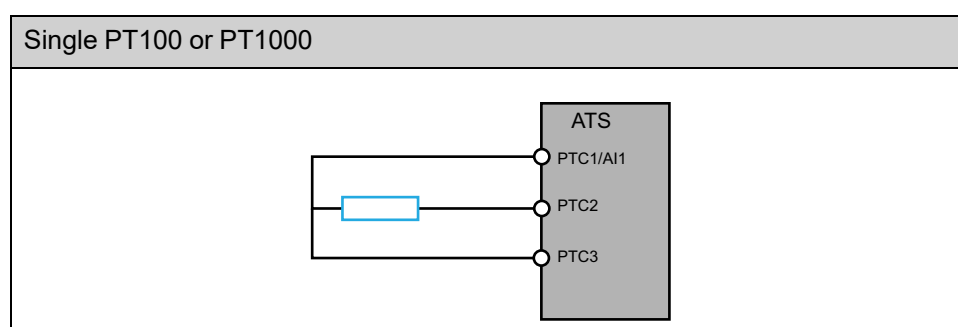 Single PT100 or PT1000
ATS
PTC1/AI1
PTC2
PTC3